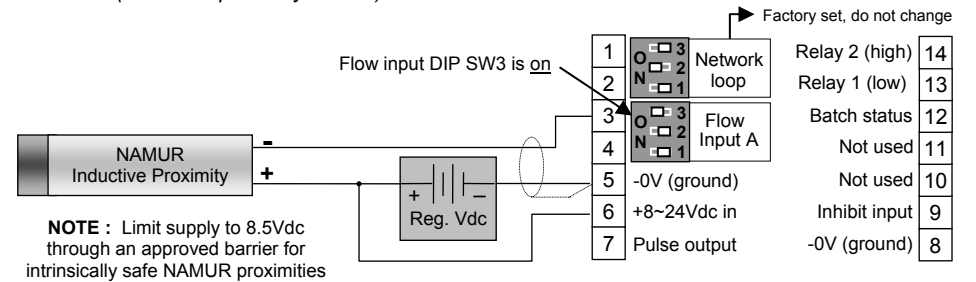 Factory set, do not change
Flow input DIP SW3 is on
1
2
3
4
5
6
7
O
N
3
2
1
Network
loop
O
N
3
2
1
Flow
Input A
-0V (ground)
+8~24Vdc in
Pulse output
Relay 2 (high) 14
Relay 1 (low) 13
Batch status 12
Not used 11
Not used 10
Inhibit input 9
-0V (ground) 8
NAMUR
Inductive Proximity
-
+
+ –
Reg. Vdc
NOTE : Limit supply to 8.5Vdc
through an approved barrier for
intrinsically safe NAMUR proximities